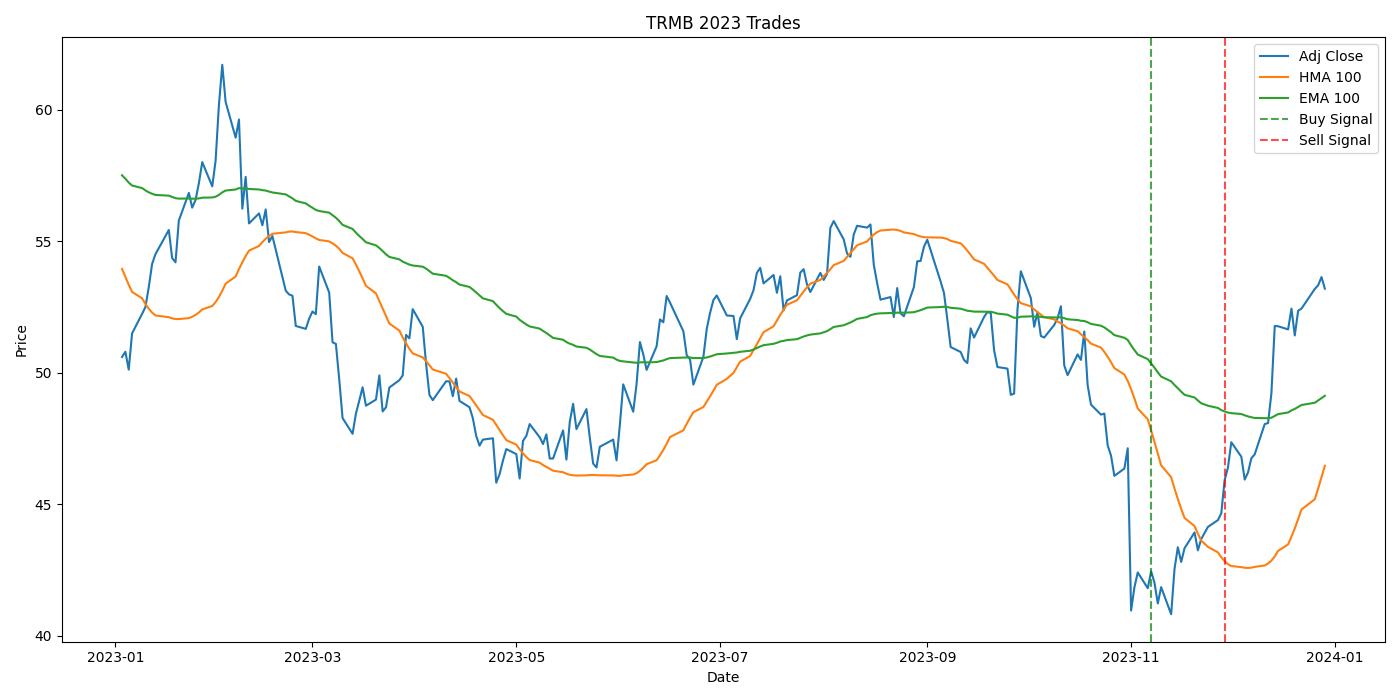 TRMB 2023 Trades
Price
60
55
50
45
40
Adj Close
HMA 100
EMA 100
Buy Signal
Sell Signal
2023-01
2023-03
2023-05
2023-07
2023-09
2023-11
2024-01
Date